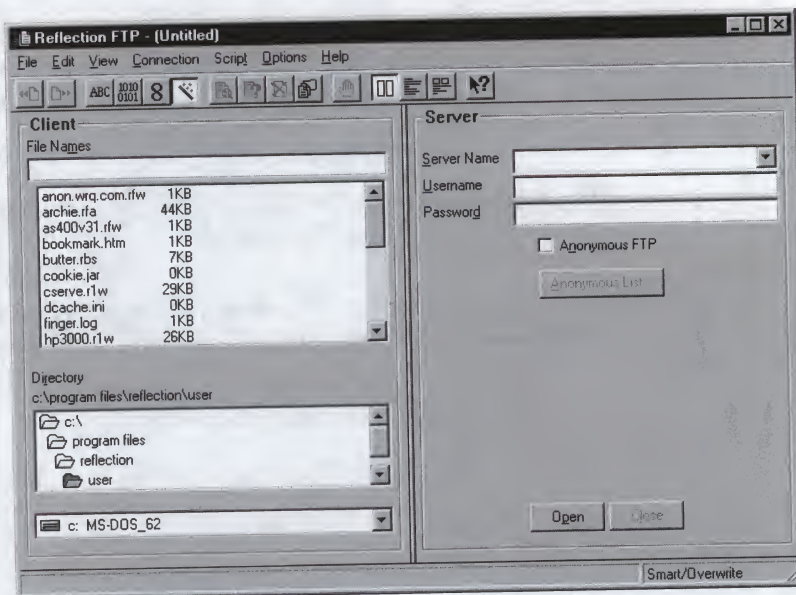 Reflection FTP - (Untitled)
File Edit View Connection Script Options Help
ABC 1010 0101 8
Client
File Names
anon.wrq.com.rfw 1KB
archie.rfa 44KB
as400v31.rfw 1KB
bookmark.htm 1KB
butter.rbs 7KB
cookie.jar 0KB
cserve.r1w 29KB
dcache.ini 0KB
finger.log 1KB
hp3000.r1w 26KB
Directory
c:\program files\reflection\user
c:\
program files
reflection
user
c: MS-DOS_62
Server
Server Name
Username
Password
Anonymous FTP
Anonymous List...
Open Close
Smart/Overwrite